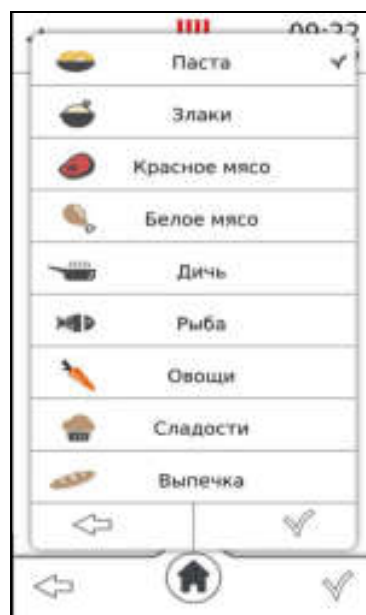 Паста
Злаки
Красное мясо
Белое мясо
Дичь
Рыба
Овощи
Сладости
Выпечка